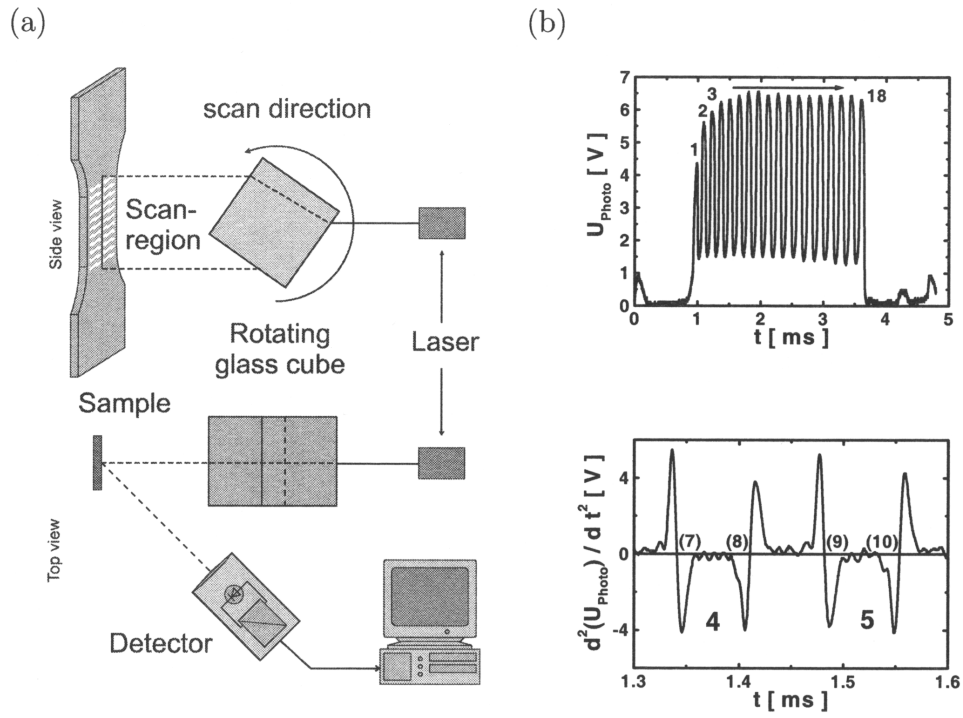 (a)
scan direction
Scan-
region
Side view
Rotating
glass cube
Laser
Sample
Top view
Detector
(b)
7
6
5
4
3
2
1
0
U_Photo [ V ]
1
2
3
18
0 1 2 3 4 5
t [ ms ]
4
0
-4
d²(U_Photo) / d t² [ V ]
(7) (8) (9) (10)
4 5
1.3 1.4 1.5 1.6
t [ ms ]